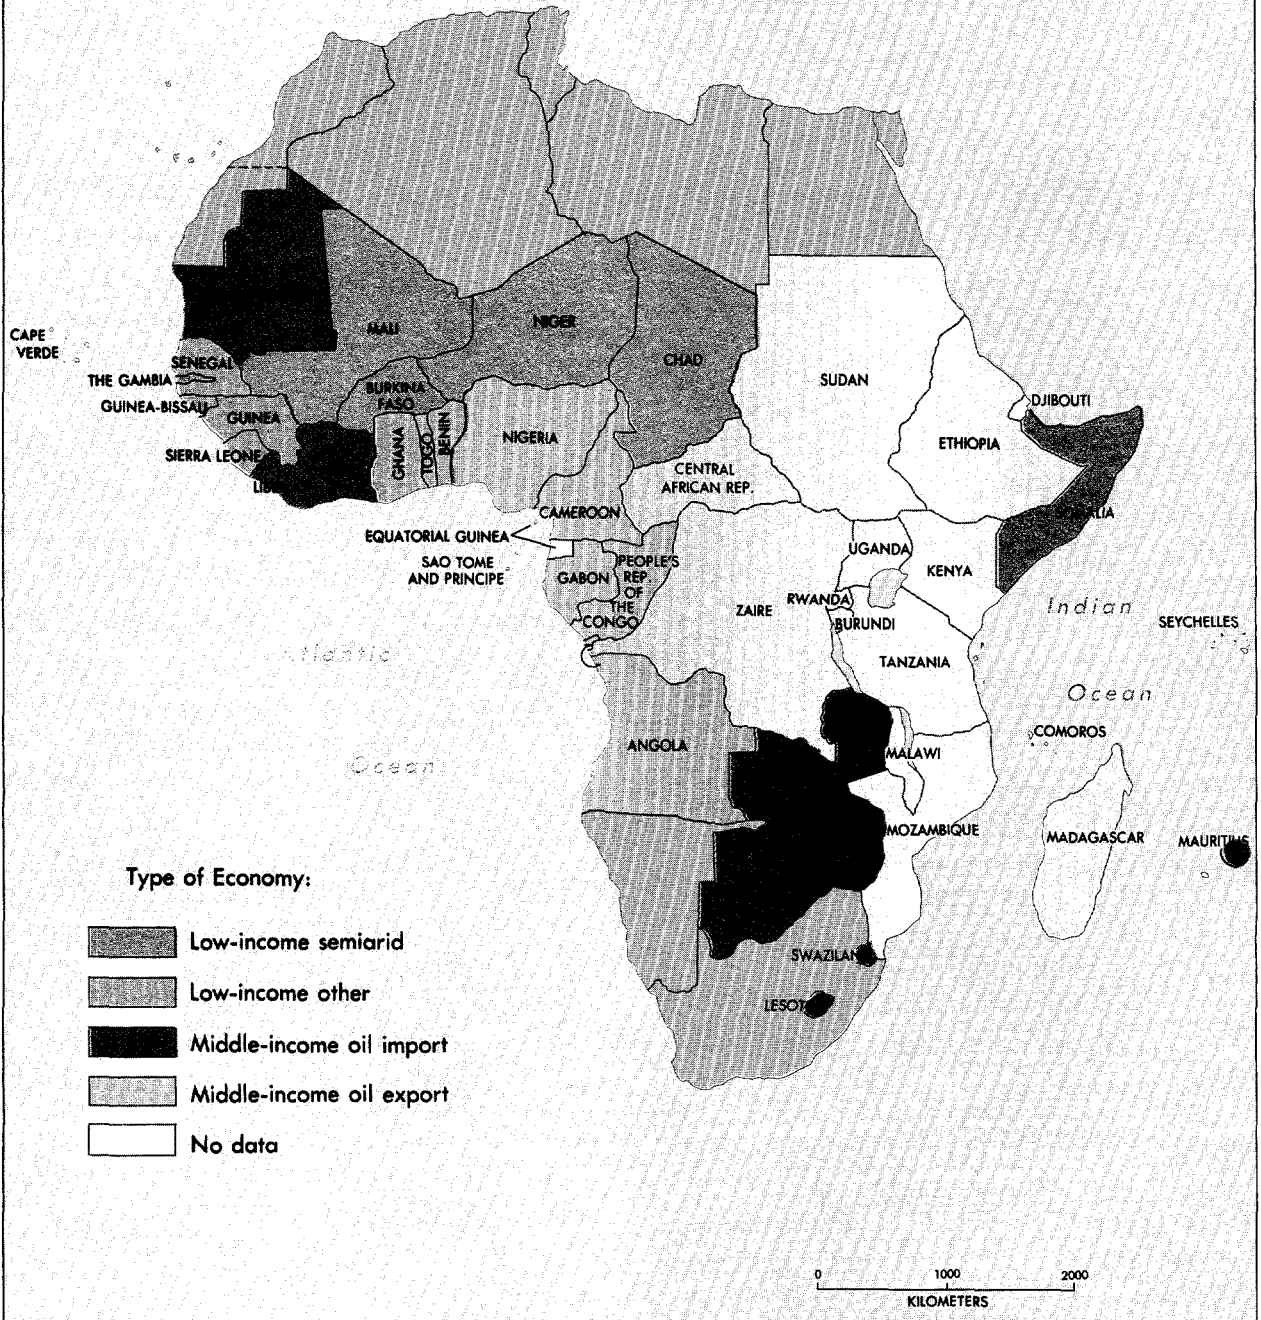 CAPE
VERDE
MALI
NIGER
CHAD
SENEGAL
THE GAMBIA
GUINEA-BISSAU
GUINEA
BURKINA
FASO
SIERRA LEONE
GHANA
TOGO
BENIN
NIGERIA
SUDAN
DJIBOUTI
ETHIOPIA
CENTRAL
AFRICAN REP.
CAMEROON
EQUATORIAL GUINEA
SAO TOME
AND PRINCIPE
GABON
PEOPLE'S
REP.
OF
THE
CONGO
UGANDA
KENYA
RWANDA
BURUNDI
ZAIRE
TANZANIA
Indian
Ocean
SEYCHELLES
Atlantic
Ocean
COMOROS
ANGOLA
MALAWI
MOZAMBIQUE
MADAGASCAR
MAURITIUS
SWAZILAN
LESOT
Type of Economy:
Low-income semiarid
Low-income other
Middle-income oil import
Middle-income oil export
No data
0 1000 2000
KILOMETERS